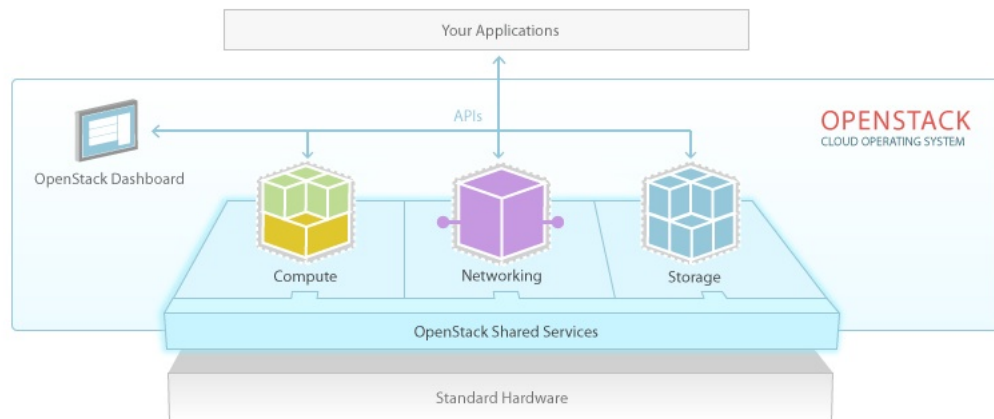 Your Applications
APIs
OPENSTACK
CLOUD OPERATING SYSTEM
OpenStack Dashboard
Compute
Networking
Storage
OpenStack Shared Services
Standard Hardware